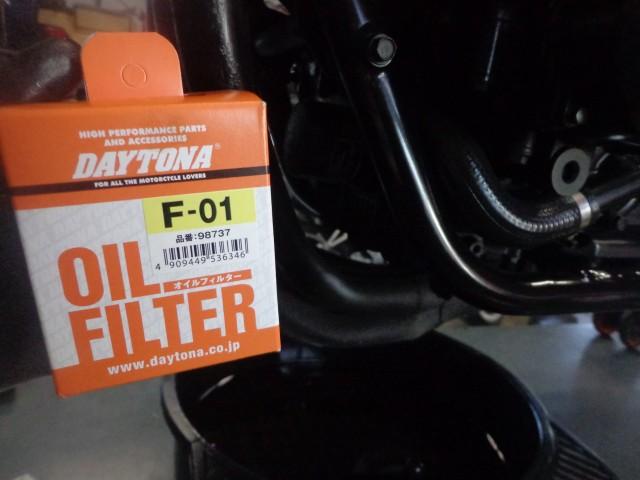 HIGH PERFORMANCE PARTS
AND ACCESSORIES
DAYTONA®
FOR ALL THE MOTORCYCLE LOVERS
F-01
品番:98737
4 909449 536346
OIL
オイルフィルター
FILTER
www.daytona.co.jp